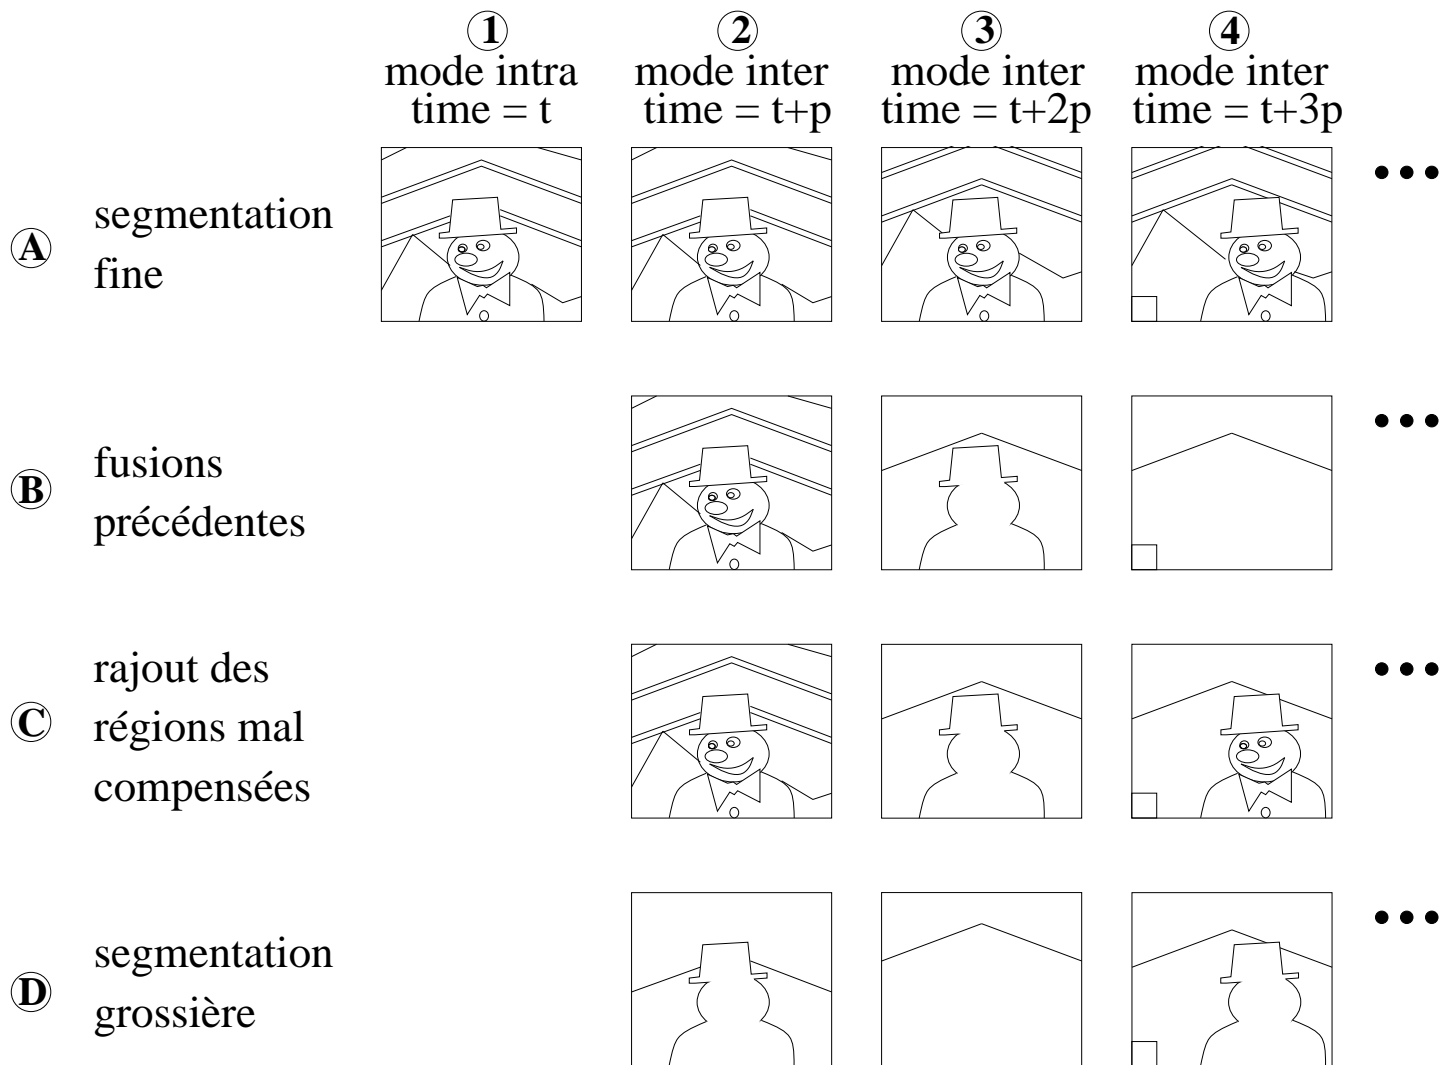 1 2 3 4
mode intra mode inter mode inter mode inter
time = t time = t+p time = t+2p time = t+3p
segmentation
A
fine
fusions
B
précédentes
rajout des
C régions mal
compensées
segmentation
D
grossière